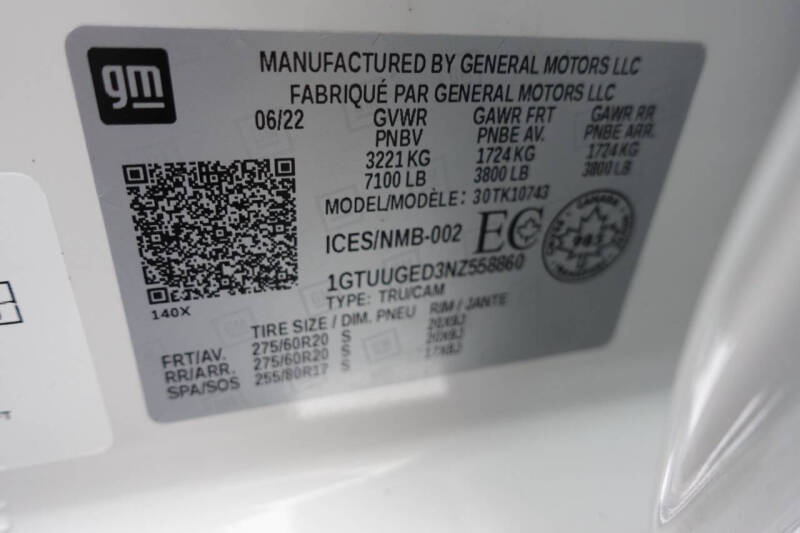 gm
MANUFACTURED BY GENERAL MOTORS LLC
FABRIQUÉ PAR GENERAL MOTORS LLC
06/22 GVWR GAWR FRT GAWR RR
PNBV PNBE AV. PNBE ARR.
3221 KG 1724 KG 1724 KG
7100 LB 3800 LB 3800 LB
MODEL/MODÈLE: 30TK10743
ICES/NMB-002 EC
CANADA
1GTUUGED3NZ558860
TYPE: TRU/CAM
140X
TIRE SIZE / DIM. PNEU RIM / JANTE
FRT/AV. 275/60R20 S 20X9J
RR/ARR. 275/60R20 S 20X9J
SPA/SOS 255/80R17 S 17X8J